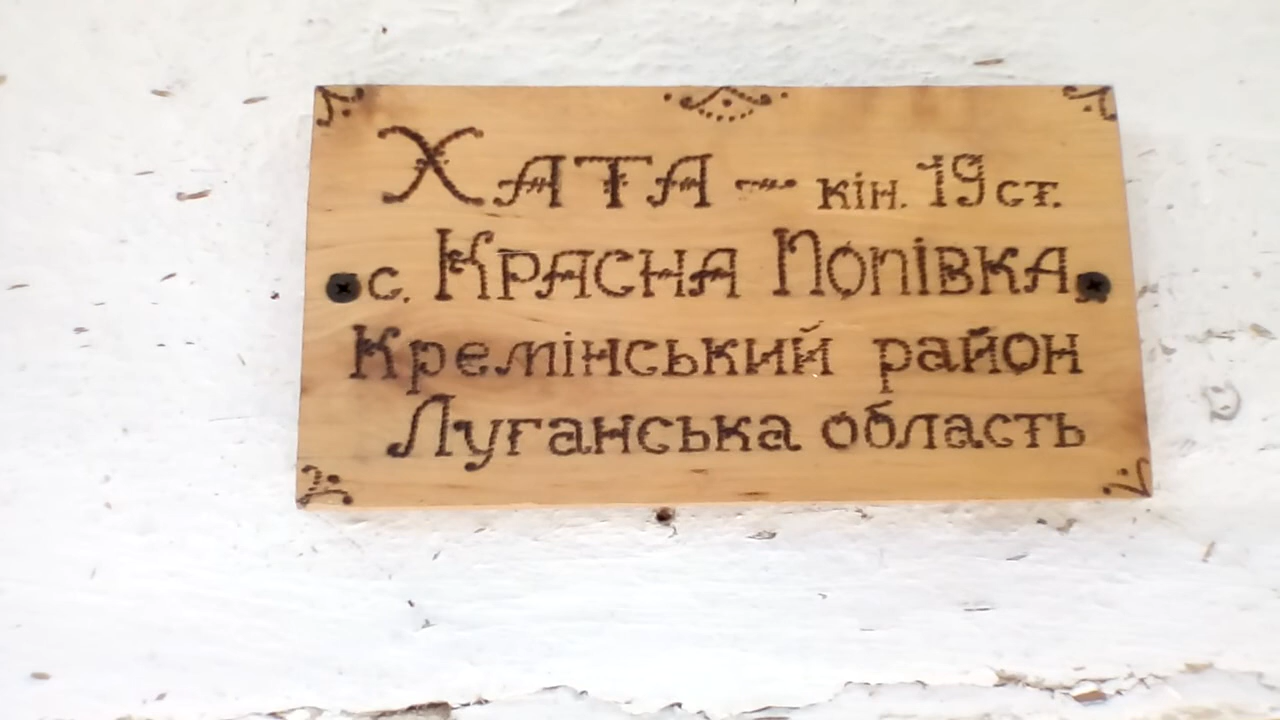 Хата — кін. 19 ст.
с. Красна Попівка,
Кремінський район
Луганська область